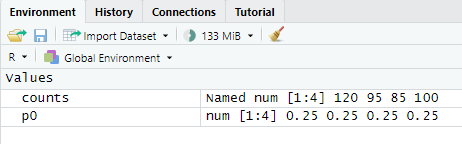 Environment History Connections Tutorial
Import Dataset 133 MiB
R Global Environment
Values
counts Named num [1:4] 120 95 85 100
p0 num [1:4] 0.25 0.25 0.25 0.25